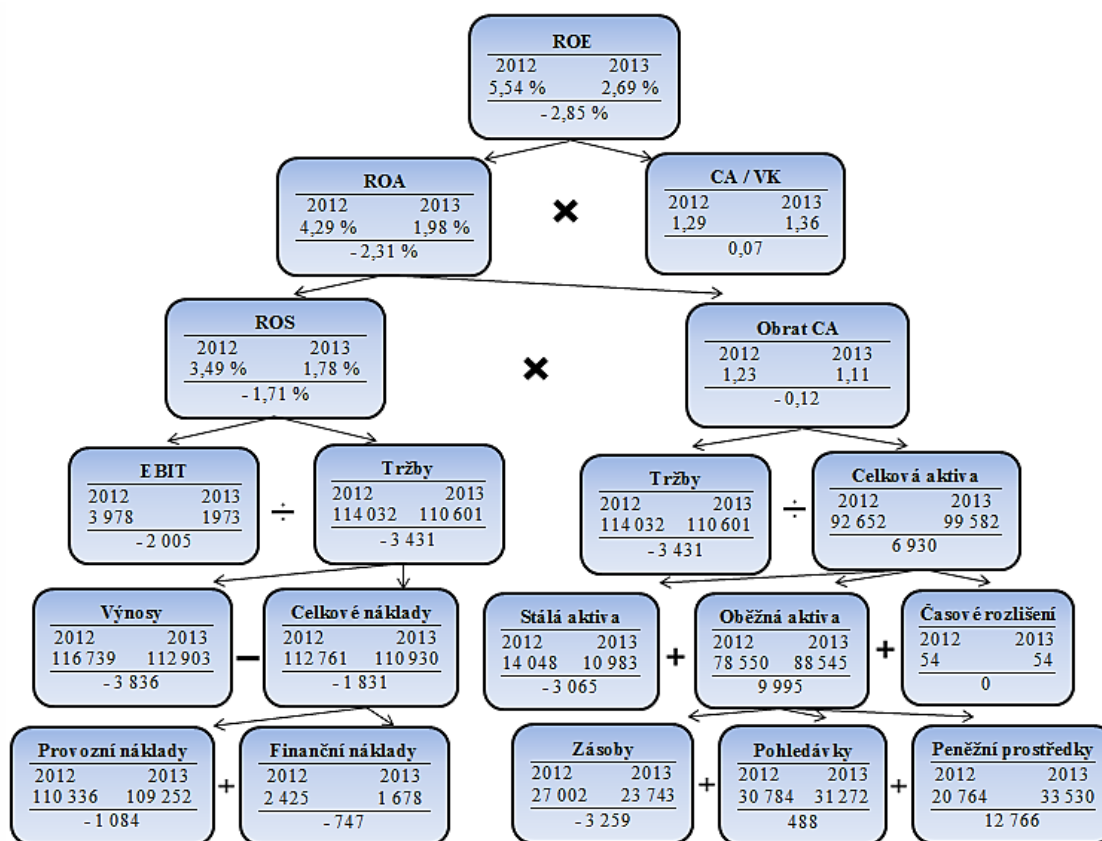 ROE
2012 2013
5,54 % 2,69 %
- 2,85 %
ROA
2012 2013
4,29 % 1,98 %
- 2,31 %
×
CA / VK
2012 2013
1,29 1,36
0,07
ROS
2012 2013
3,49 % 1,78 %
- 1,71 %
×
Obrat CA
2012 2013
1,23 1,11
- 0,12
EBIT
2012 2013
3 978 1973
- 2 005
÷
Tržby
2012 2013
114 032 110 601
- 3 431
Tržby
2012 2013
114 032 110 601
- 3 431
÷
Celková aktiva
2012 2013
92 652 99 582
6 930
Výnosy
2012 2013
116 739 112 903
- 3 836
−
Celkové náklady
2012 2013
112 761 110 930
- 1 831
Stálá aktiva
2012 2013
14 048 10 983
- 3 065
+
Oběžná aktiva
2012 2013
78 550 88 545
9 995
+
Časové rozlišení
2012 2013
54 54
0
Provozní náklady
2012 2013
110 336 109 252
- 1 084
+
Finanční náklady
2012 2013
2 425 1 678
- 747
Zásoby
2012 2013
27 002 23 743
- 3 259
+
Pohledávky
2012 2013
30 784 31 272
488
+
Peněžní prostředky
2012 2013
20 764 33 530
12 766